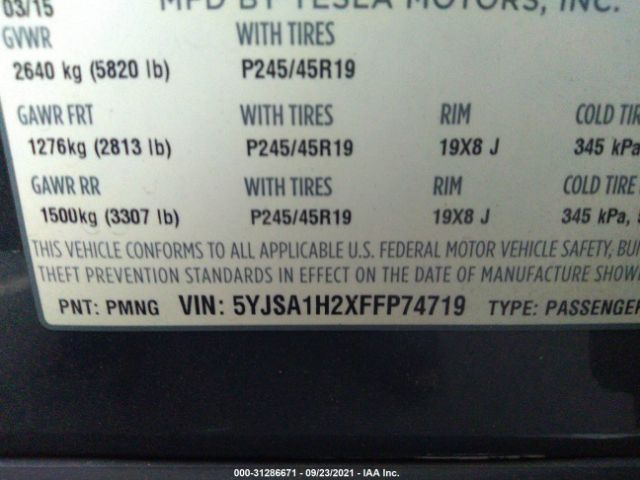 03/15 MFD BY TESLA MOTORS, INC.
GVWR WITH TIRES
2640 kg (5820 lb) P245/45R19
GAWR FRT WITH TIRES RIM COLD TIR
1276kg (2813 lb) P245/45R19 19X8 J 345 kPa
GAWR RR WITH TIRES RIM COLD TIRE
1500kg (3307 lb) P245/45R19 19X8 J 345 kPa,
THIS VEHICLE CONFORMS TO ALL APPLICABLE U.S. FEDERAL MOTOR VEHICLE SAFETY, BUM
THEFT PREVENTION STANDARDS IN EFFECT ON THE DATE OF MANUFACTURE SHOW
PNT: PMNG VIN: 5YJSA1H2XFFP74719 TYPE: PASSENGER
000-31286671 - 09/23/2021 - IAA Inc.